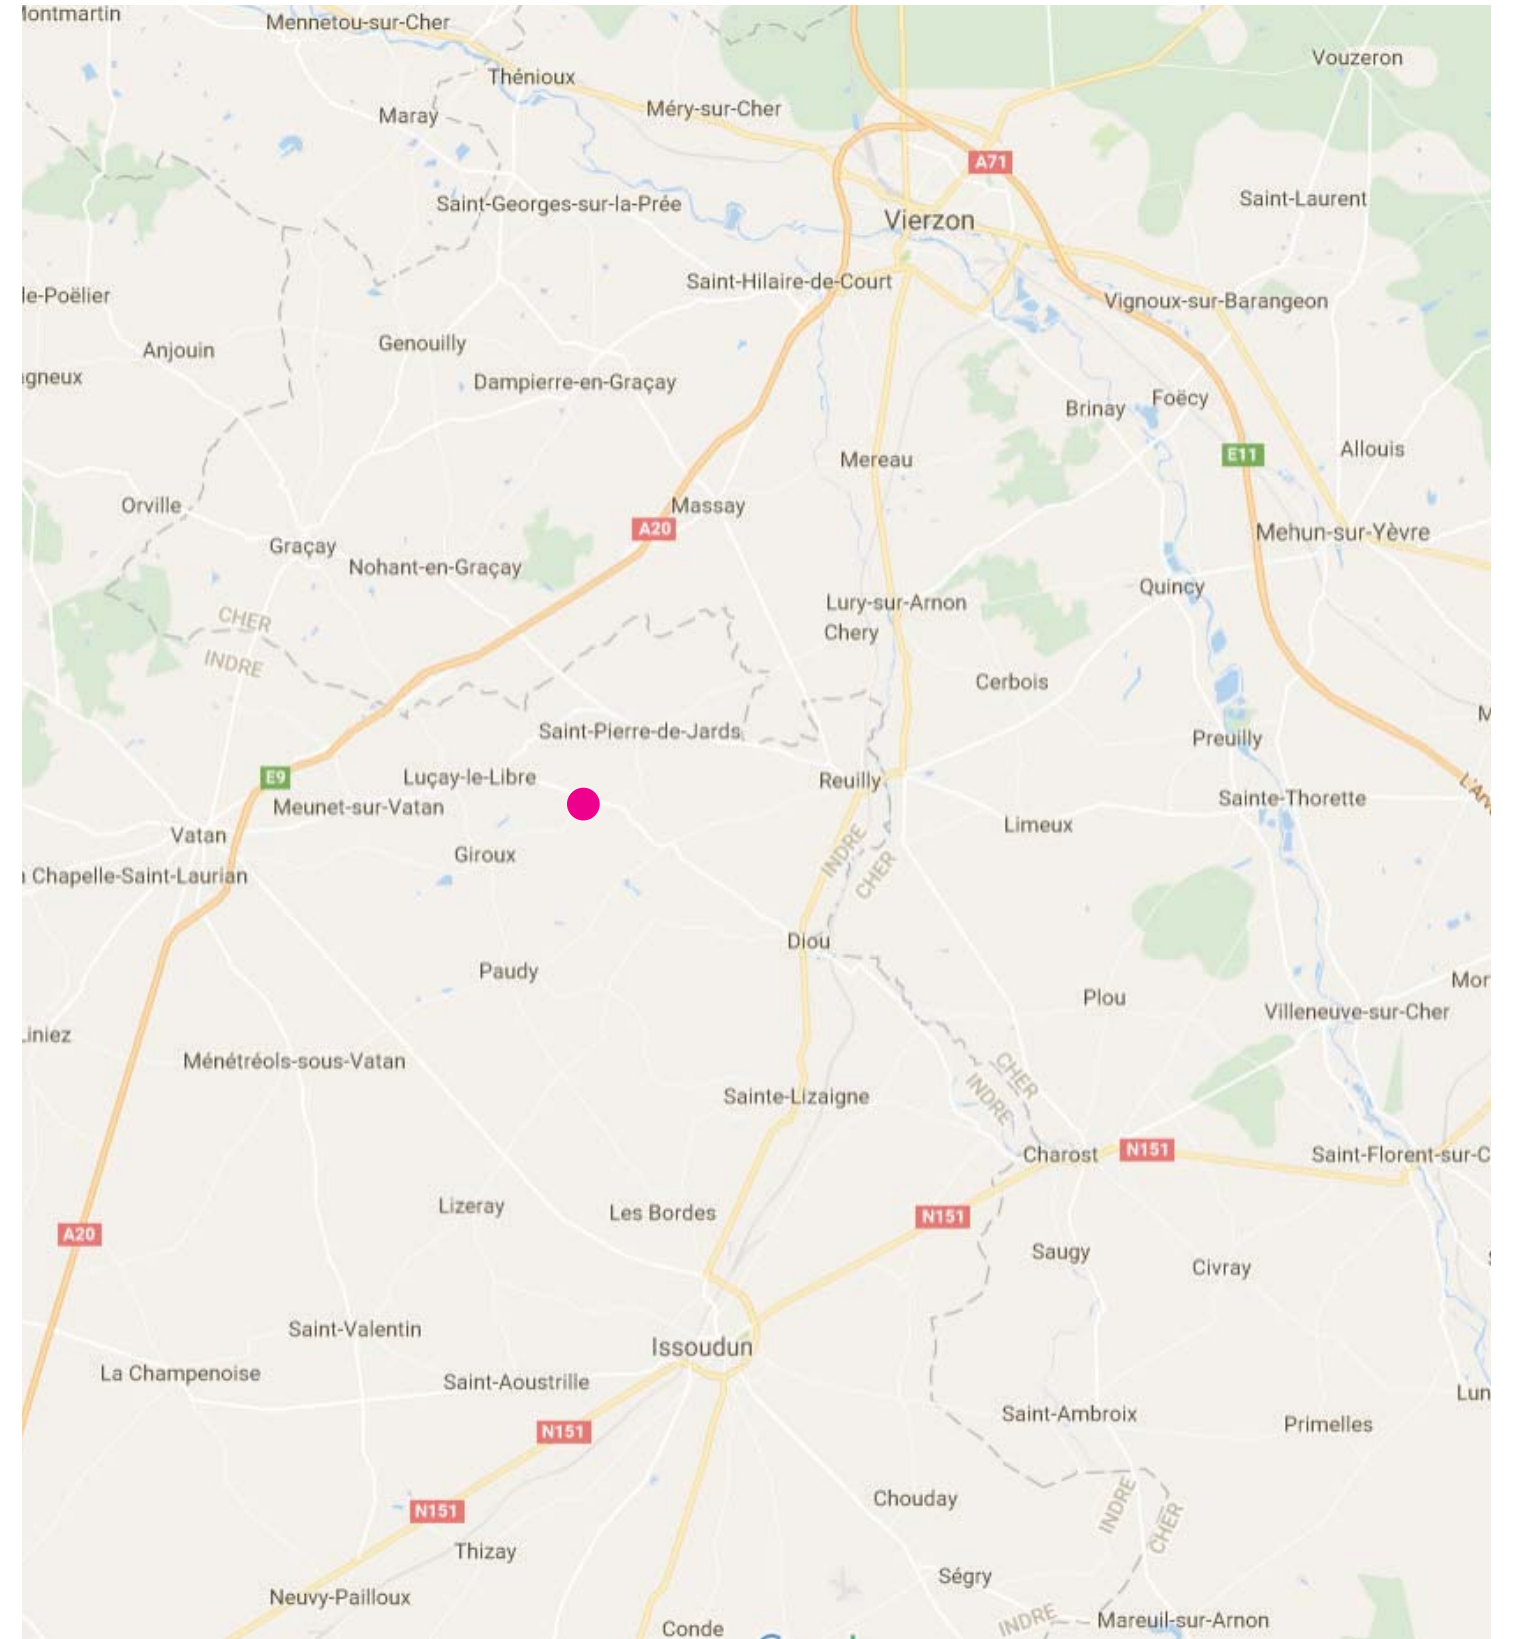 Mennetou-sur-Cher
Vouzeron
Thénioux
Méry-sur-Cher
Maray
A71
Saint-Laurent
Saint-Georges-sur-la-Prée
Vierzon
Saint-Hilaire-de-Court
le-Poëlier
Vignoux-sur-Barangeon
Genouilly
Anjouin
gneux
Dampierre-en-Graçay
Foëcy
Brinay
Allouis
E11
Mereau
Orville
Massay
A20
Mehun-sur-Yèvre
Graçay
Nohant-en-Graçay
Quincy
Lury-sur-Arnon
CHER
Chery
INDRE
Cerbois
Saint-Pierre-de-Jards
Preuilly
E9
Luçay-le-Libre
Reuilly
Sainte-Thorette
Meunet-sur-Vatan
Limeux
Vatan
INDRE
CHER
Giroux
Chapelle-Saint-Laurian
Diou
Paudy
Mor
Plou
Villeneuve-sur-Cher
iniez
Ménétréols-sous-Vatan
CHER
INDRE
Sainte-Lizaigne
Charost
N151
Saint-Florent-sur-C
Lizeray
Les Bordes
N151
A20
Saugy
Civray
Saint-Valentin
Issoudun
La Champenoise
Saint-Aoustrille
Lun
Saint-Ambroix
Primelles
N151
Chouday
INDRE
CHER
N151
Thizay
Ségry
Neuvy-Pailloux
INDRE
Mareuil-sur-Arnon
Conde